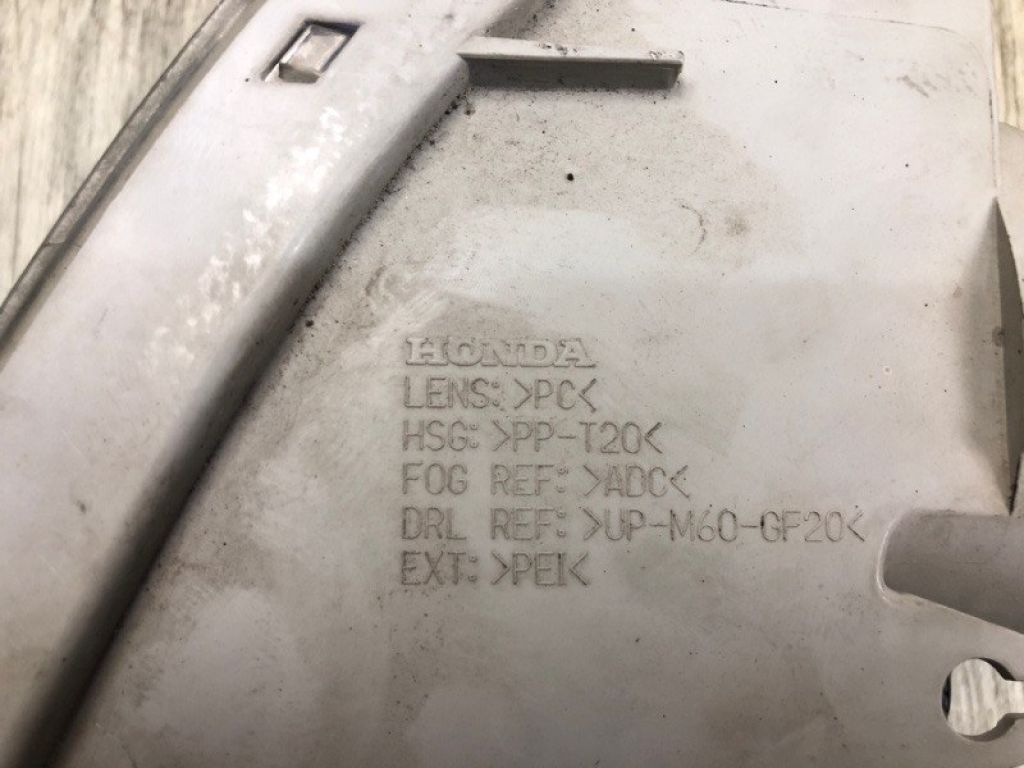 HONDA
LENS: >PC<
HSG: >PP-T20<
FOG REF: >ADC<
DRL REF: >UP-M60-GF20<
EXT: >PEI<